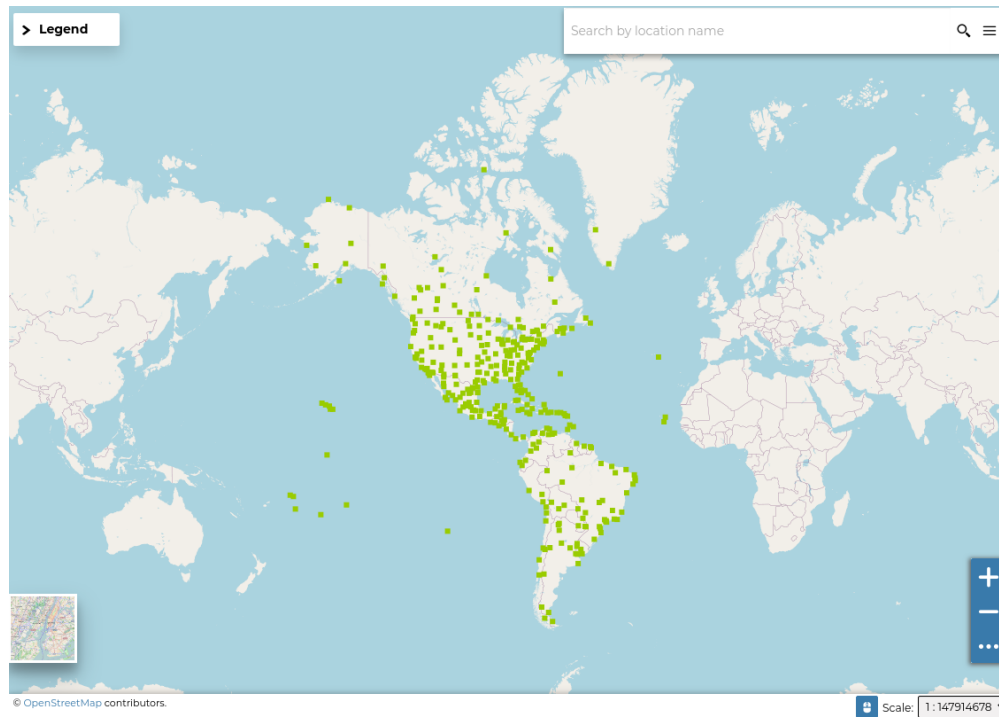 Legend
Search by location name
© OpenStreetMap contributors.
Scale:
1 : 147914678